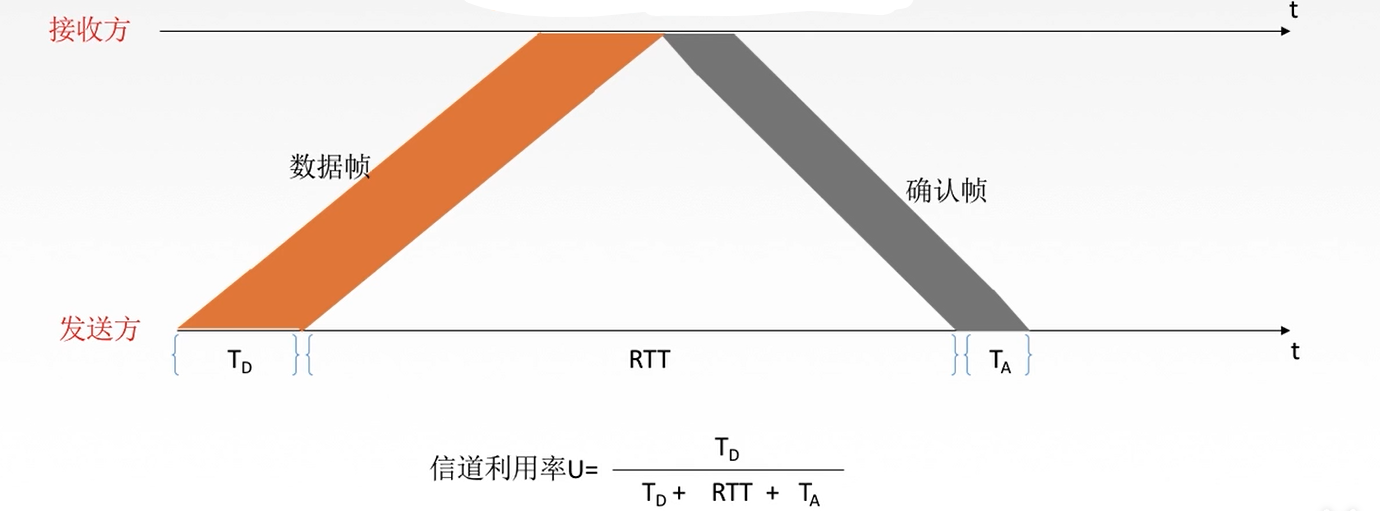 t
接收方
数据帧
确认帧
发送方
t
T_D RTT T_A
信道利用率U= T_D
T_D + RTT + T_A